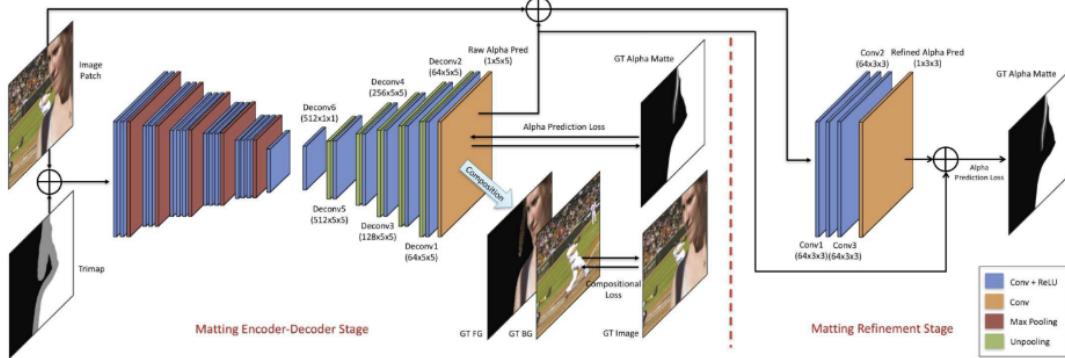 Image
Patch
Trimap
Deconv6
(512x1x1)
Deconv5
(512x5x5)
Deconv4
(256x5x5)
Deconv3
(128x5x5)
Deconv2
(64x5x5)
Deconv1
(64x5x5)
Raw Alpha Pred
(1x5x5)
Composition
Alpha Prediction Loss
GT Alpha Matte
Compositional
Loss
GT FG
GT BG
GT Image
Matting Encoder-Decoder Stage
Conv1
(64x3x3)
Conv2
(64x3x3)
Conv3
(64x3x3)
Refined Alpha Pred
(1x3x3)
Alpha
Prediction Loss
GT Alpha Matte
Matting Refinement Stage
Conv + ReLU
Conv
Max Pooling
Unpooling